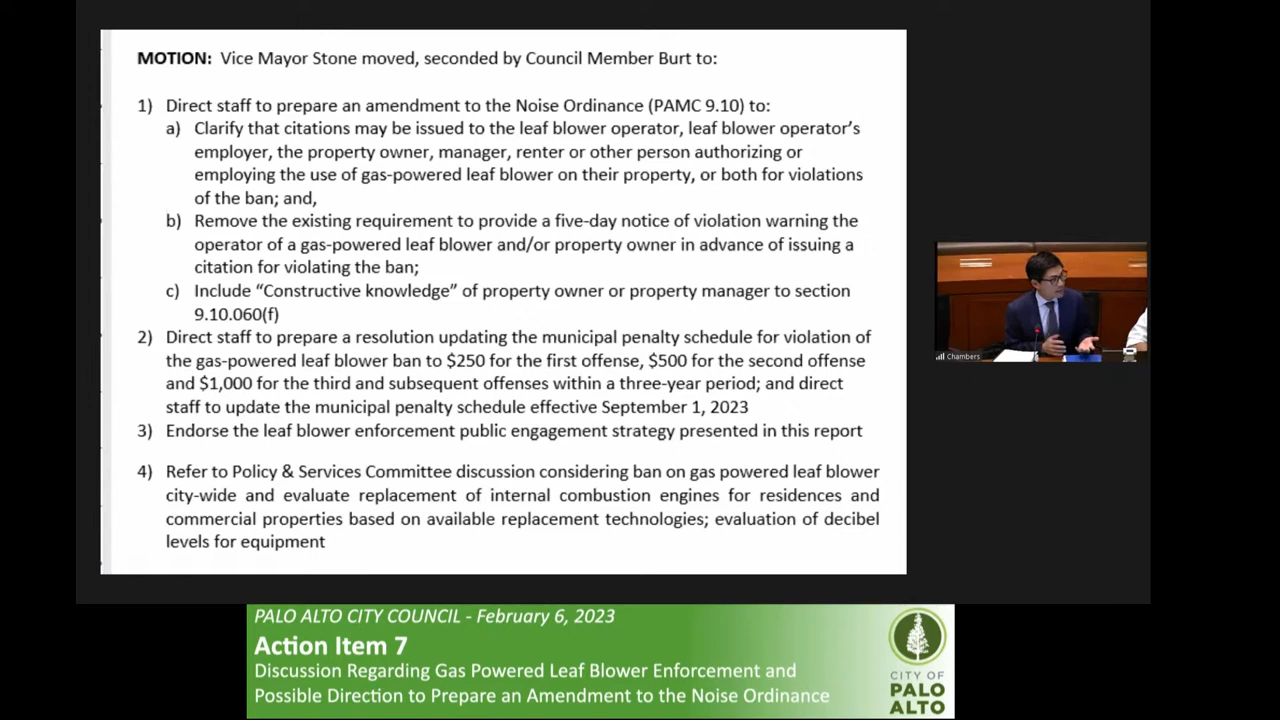 MOTION: Vice Mayor Stone moved, seconded by Council Member Burt to:
1) Direct staff to prepare an amendment to the Noise Ordinance (PAMC 9.10) to:
a) Clarify that citations may be issued to the leaf blower operator, leaf blower operator's
employer, the property owner, manager, renter or other person authorizing or
employing the use of gas-powered leaf blower on their property, or both for violations
of the ban; and,
b) Remove the existing requirement to provide a five-day notice of violation warning the
operator of a gas-powered leaf blower and/or property owner in advance of issuing a
citation for violating the ban;
c) Include “Constructive knowledge” of property owner or property manager to section
9.10.060(f)
2) Direct staff to prepare a resolution updating the municipal penalty schedule for violation of
the gas-powered leaf blower ban to $250 for the first offense, $500 for the second offense
and $1,000 for the third and subsequent offenses within a three-year period; and direct
staff to update the municipal penalty schedule effective September 1, 2023
3) Endorse the leaf blower enforcement public engagement strategy presented in this report
4) Refer to Policy & Services Committee discussion considering ban on gas powered leaf blower
city-wide and evaluate replacement of internal combustion engines for residences and
commercial properties based on available replacement technologies; evaluation of decibel
levels for equipment
Chambers
PALO ALTO CITY COUNCIL - February 6, 2023
Action Item 7
Discussion Regarding Gas Powered Leaf Blower Enforcement and
Possible Direction to Prepare an Amendment to the Noise Ordinance
CITY OF
PALO
ALTO